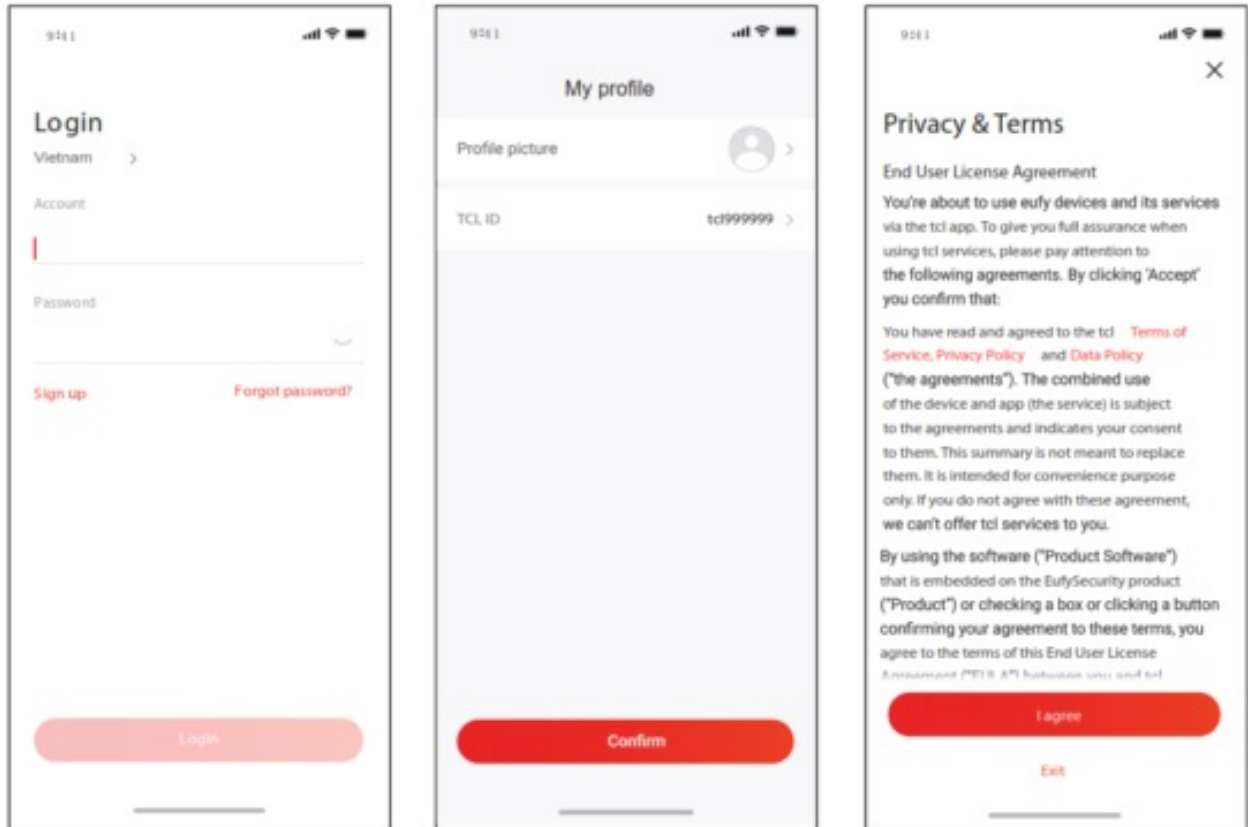 9:41
Login
Vietnam >
Account
Password
Sign up
Forgot password?
Login
9:41
My profile
Profile picture >
TCL ID tcl999999 >
Confirm
9:41
Privacy & Terms
End User License Agreement
You're about to use eufy devices and its services
via the tcl app. To give you full assurance when
using tcl services, please pay attention to
the following agreements. By clicking 'Accept'
you confirm that:
You have read and agreed to the tcl Terms of
Service, Privacy Policy and Data Policy
("the agreements"). The combined use
of the device and app (the service) is subject
to the agreements and indicates your consent
to them. This summary is not meant to replace
them. It is intended for convenience purpose
only. If you do not agree with these agreement,
we can't offer tcl services to you.
By using the software ("Product Software")
that is embedded on the EufySecurity product
("Product") or checking a box or clicking a button
confirming your agreement to these terms, you
agree to the terms of this End User License
Agreement ("EULA") between you and tcl
I agree
Exit